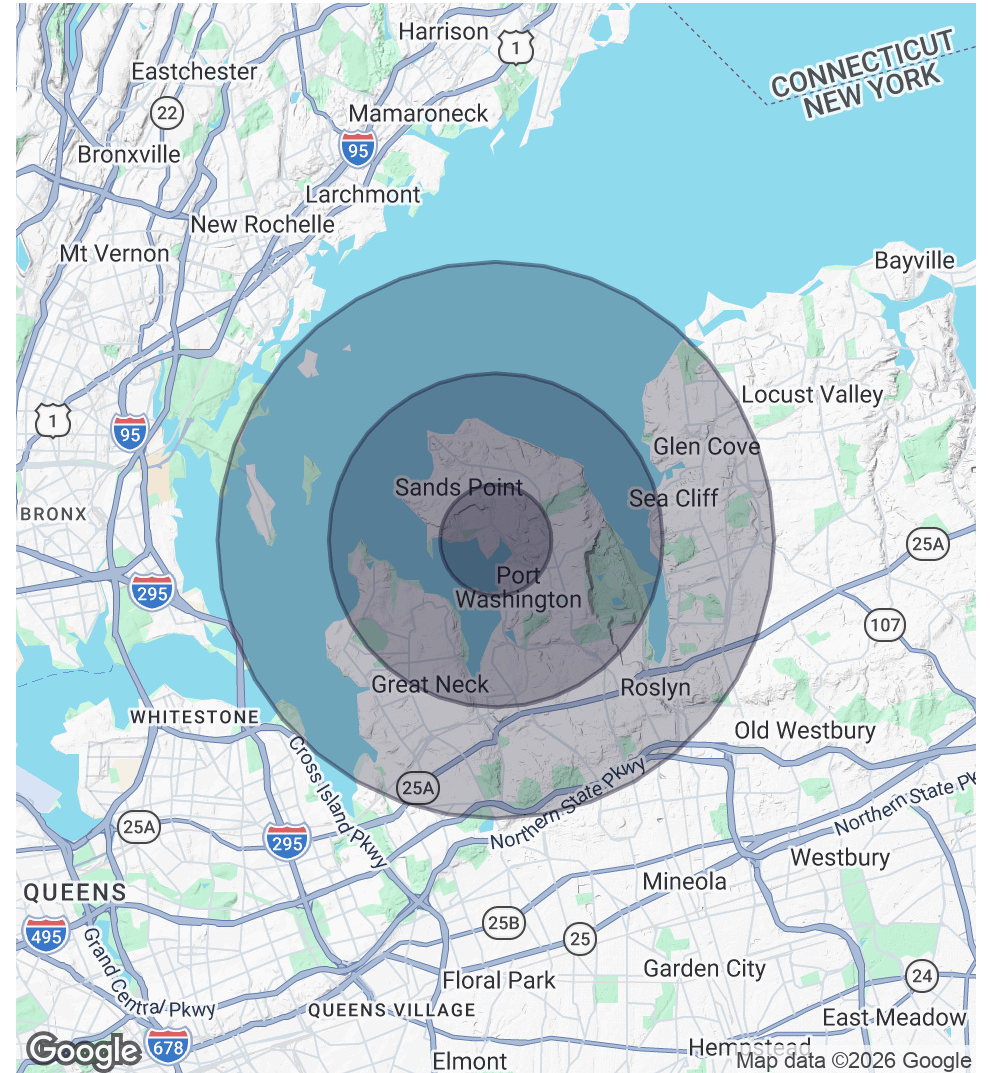 Harrison
1
CONNECTICUT
NEW YORK
Eastchester
22
Mamaroneck
95
Bronxville
Larchmont
New Rochelle
Mt Vernon
Bayville
Locust Valley
1
95
Glen Cove
Sands Point
Sea Cliff
BRONX
25A
Port
Washington
295
107
Great Neck
Roslyn
WHITESTONE
Old Westbury
Cross Island Pkwy
25A
Northern State Pkwy
Northern State Pk
25A
295
Westbury
Mineola
QUEENS
25B
25
495
Grand Central Pkwy
Garden City
24
Floral Park
QUEENS VILLAGE
East Meadow
678
Google
Elmont
Hempstead
Map data ©2026 Google